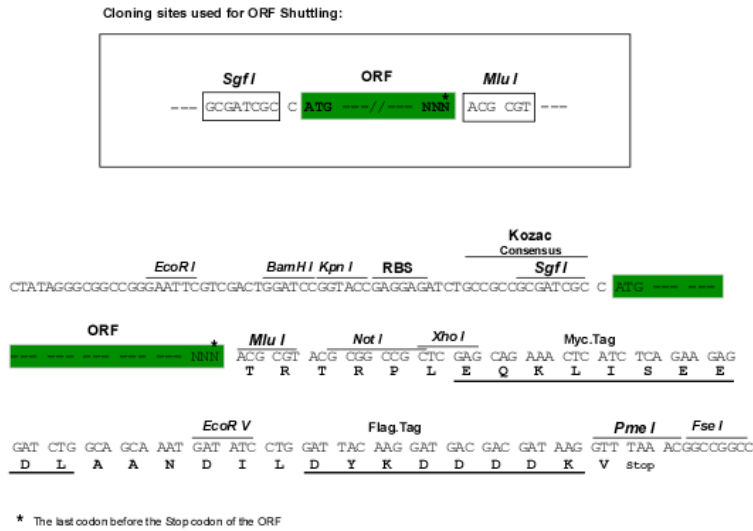 Cloning sites used for ORF Shuttling:
Sgf I ORF Mlu I
--- GCGATCGC C ATG ---//--- NNN* ACG CGT ---
Kozac
Consensus
EcoR I BamH I Kpn I RBS Sgf I
CTATAGGGCGGCCGGGAATTCGTCGACTGGATCCGGTACCGAGGAGATCTGCCGCCGCGATCGC C ATG --- ---
ORF Mlu I Not I Xho I Myc.Tag
--- --- --- --- --- --- NNN* ACG CGT ACG CGG CCG CTC GAG CAG AAA CTC ATC TCA GAA GAG
T R T R P L E Q K L I S E E
EcoR V Flag.Tag Pme I Fse I
GAT CTG GCA GCA AAT GAT ATC CTG GAT TAC AAG GAT GAC GAC GAT AAG GTT TAA ACGGCCGGCC
D L A A N D I L D Y K D D D D K V Stop
* The last codon before the Stop codon of the ORF